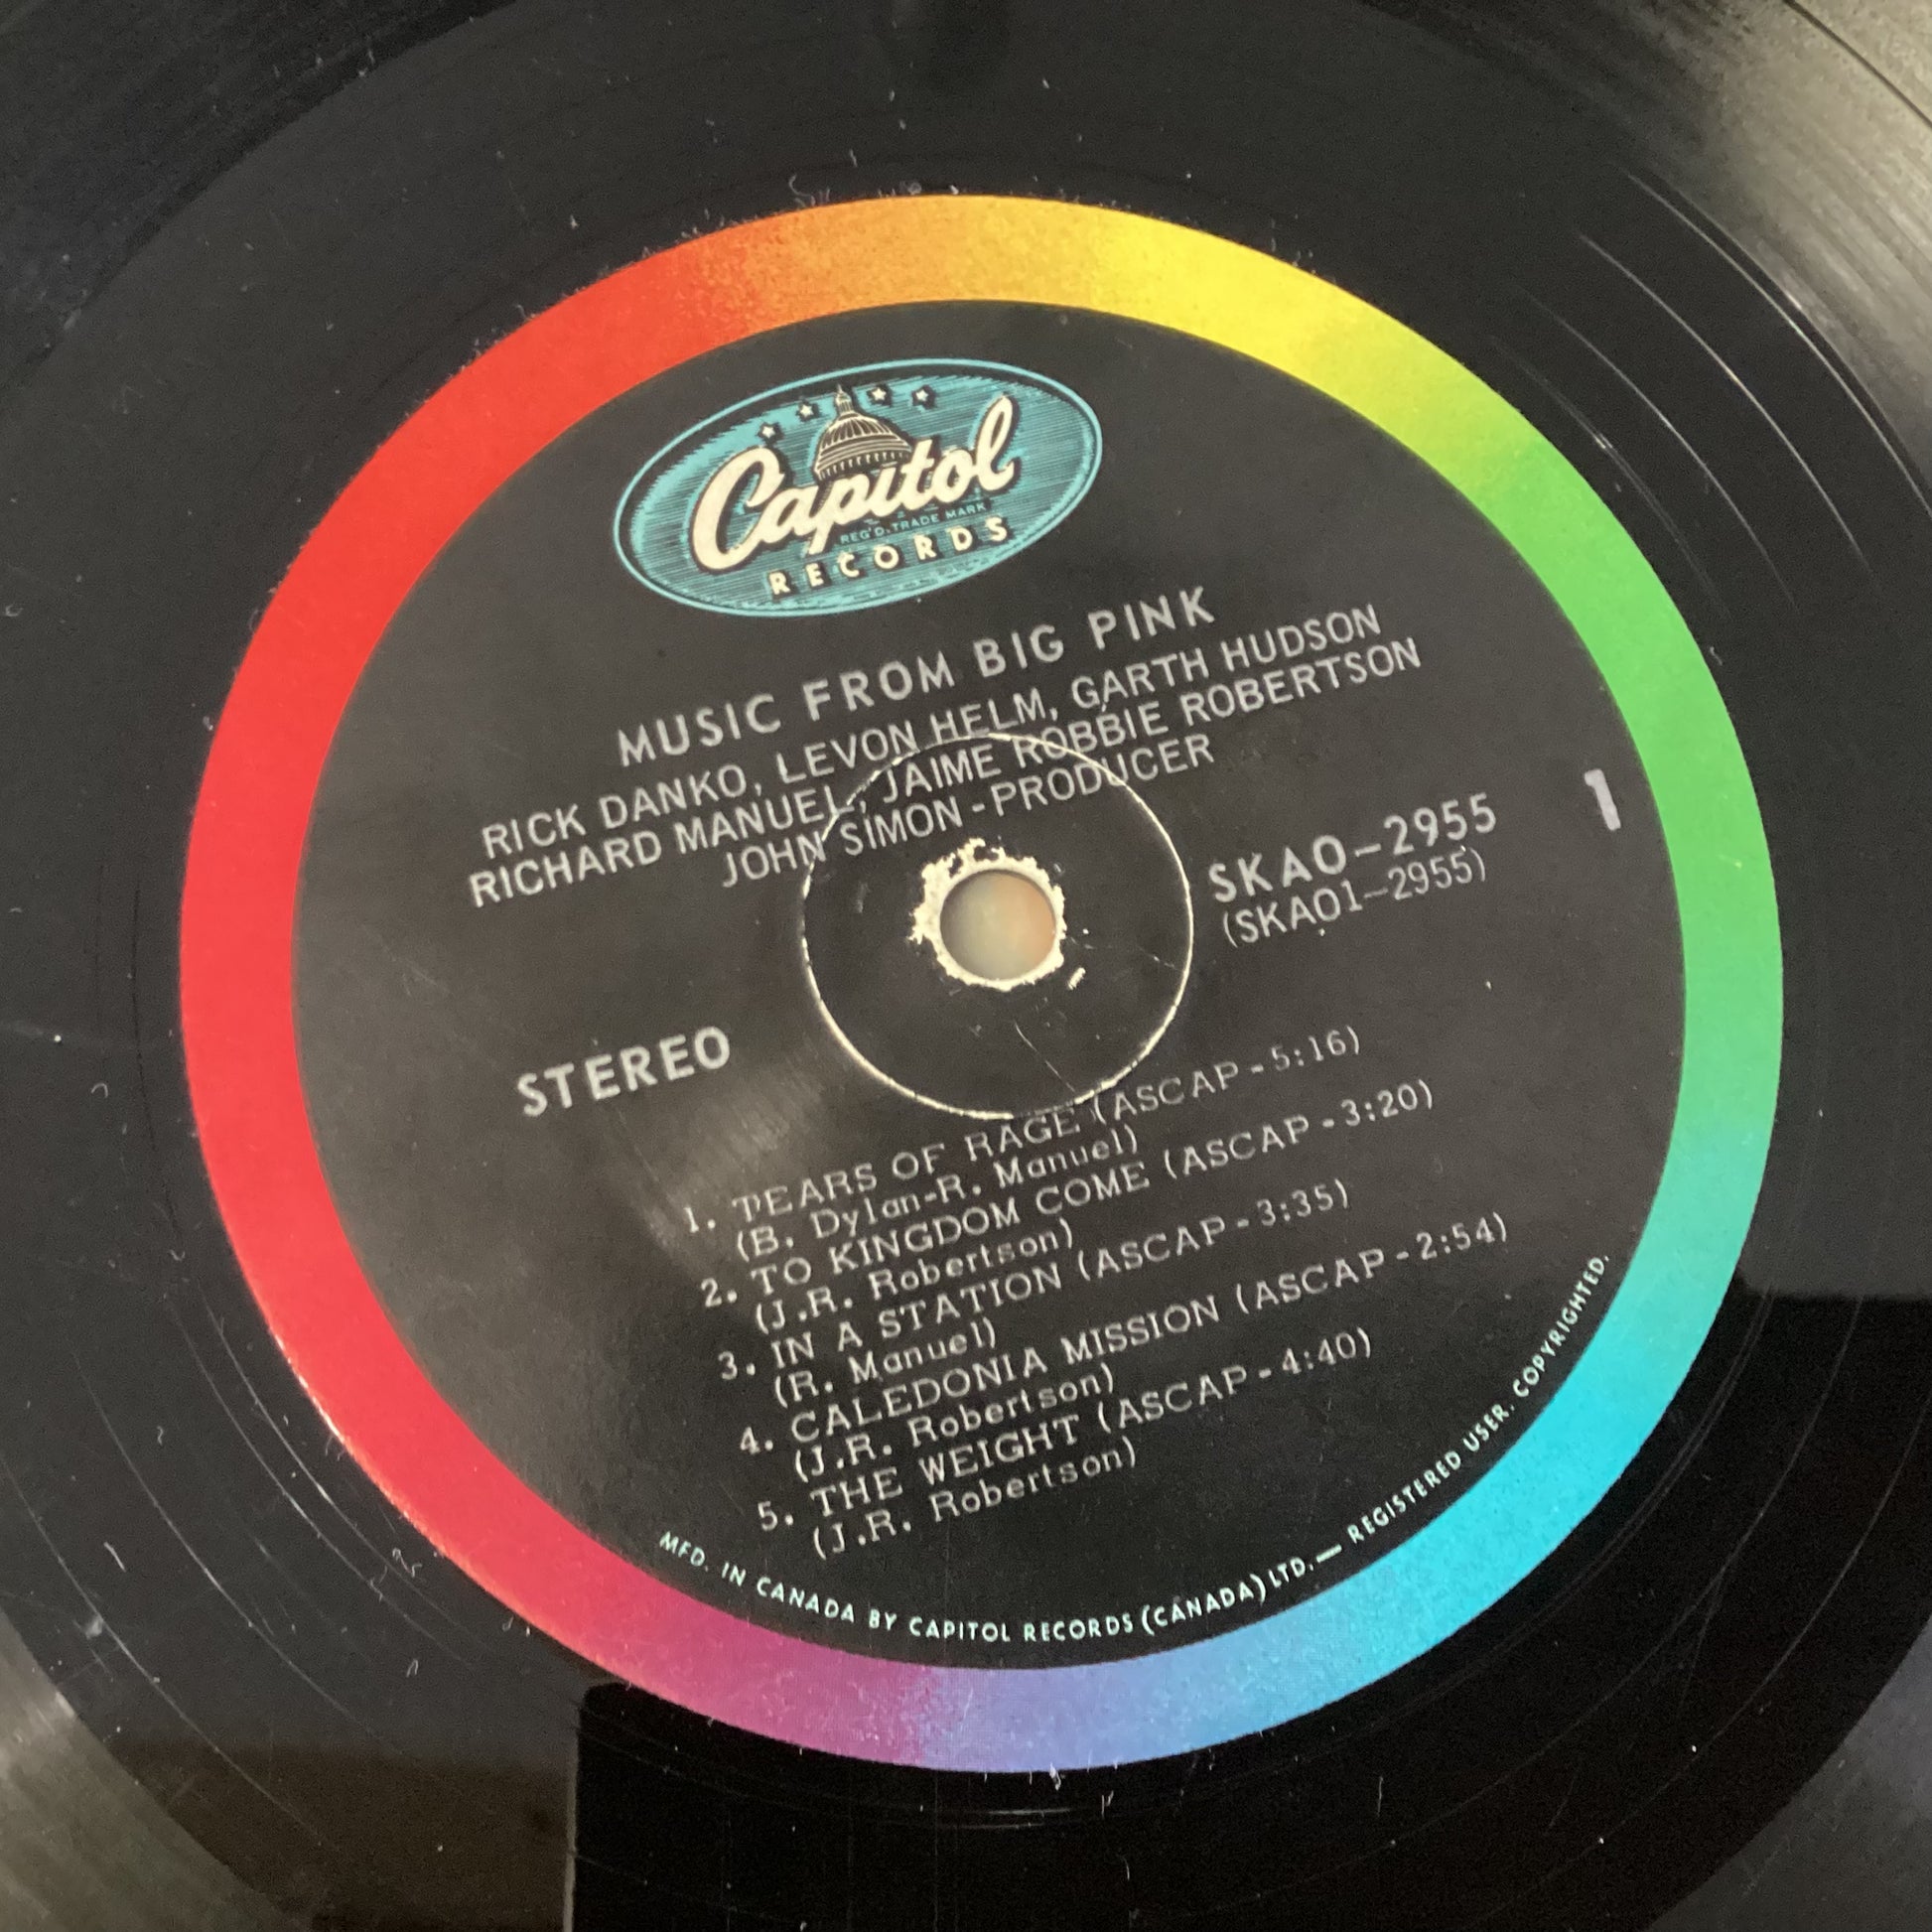 Capitol
REG'D. TRADE MARK
RECORDS
MUSIC FROM BIG PINK
RICK DANKO, LEVON HELM, GARTH HUDSON
RICHARD MANUEL, JAIME ROBBIE ROBERTSON
JOHN SIMON - PRODUCER
SKAO-2955
(SKAO1-2955)
1
STEREO
1. TEARS OF RAGE (ASCAP - 5:16)
(B. Dylan-R. Manuel)
2. TO KINGDOM COME (ASCAP - 3:20)
(J.R. Robertson)
3. IN A STATION (ASCAP - 3:35)
(R. Manuel)
4. CALEDONIA MISSION (ASCAP - 2:54)
(J.R. Robertson)
5. THE WEIGHT (ASCAP - 4:40)
(J.R. Robertson)
MFD. IN CANADA BY CAPITOL RECORDS (CANADA) LTD. — REGISTERED USER. COPYRIGHTED.